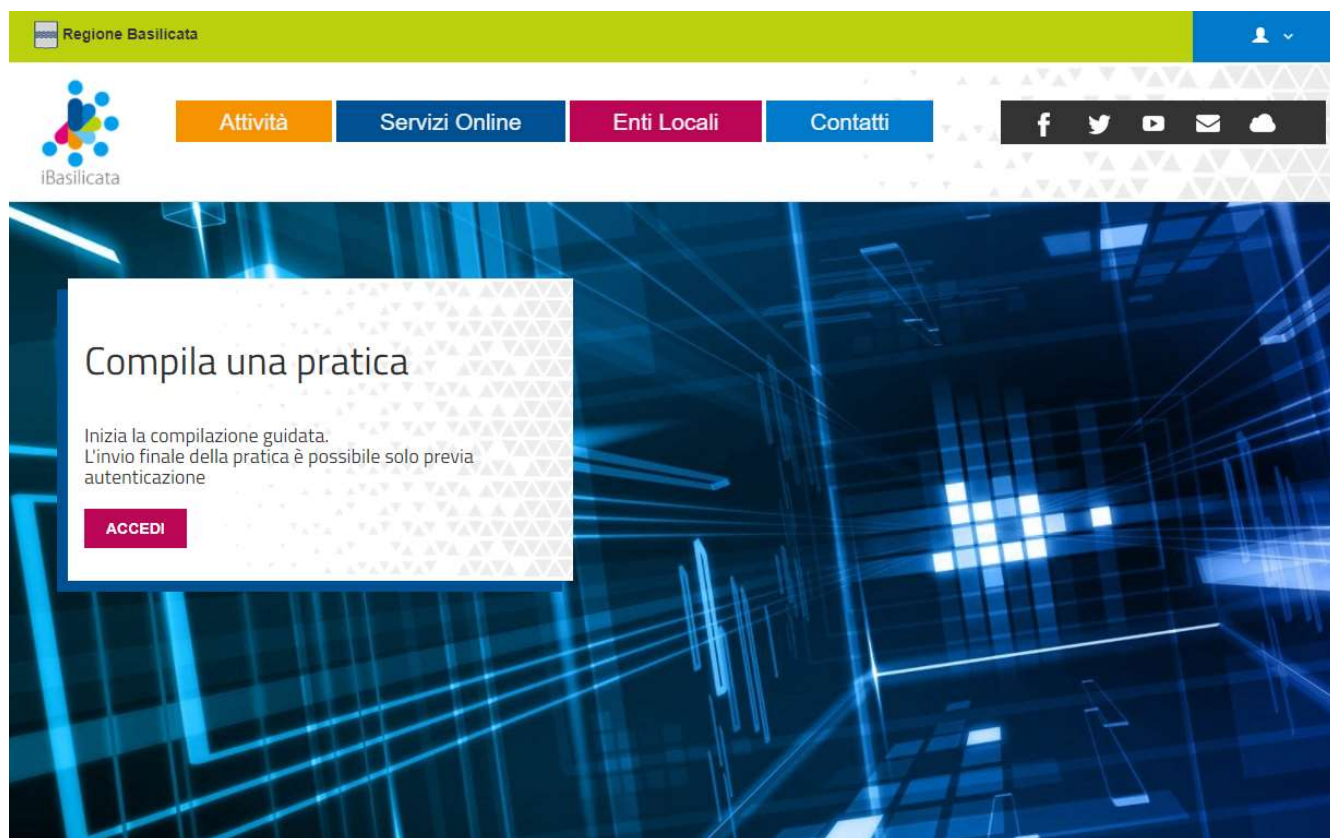 Regione Basilicata
Attività
Servizi Online
Enti Locali
Contatti
iBasilicata
Compila una pratica
Inizia la compilazione guidata.
L'invio finale della pratica è possibile solo previa
autenticazione
ACCEDI